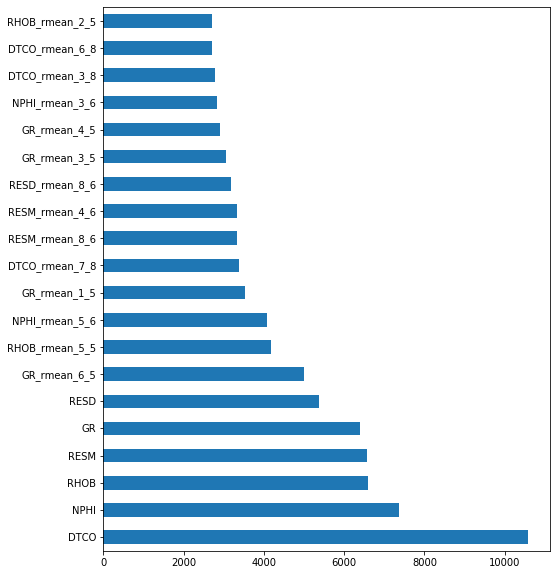 RHOB_rmean_2_5
DTCO_rmean_6_8
DTCO_rmean_3_8
NPHI_rmean_3_6
GR_rmean_4_5
GR_rmean_3_5
RESD_rmean_8_6
RESM_rmean_4_6
RESM_rmean_8_6
DTCO_rmean_7_8
GR_rmean_1_5
NPHI_rmean_5_6
RHOB_rmean_5_5
GR_rmean_6_5
RESD
GR
RESM
RHOB
NPHI
DTCO
0 2000 4000 6000 8000 10000